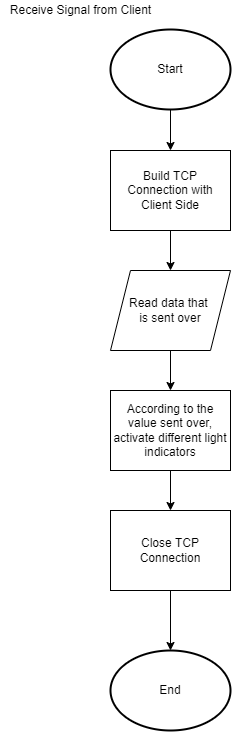 Receive Signal from Client
Start
Build TCP
Connection with
Client Side
Read data that
is sent over
According to the
value sent over,
activate different light
indicators
Close TCP
Connection
End